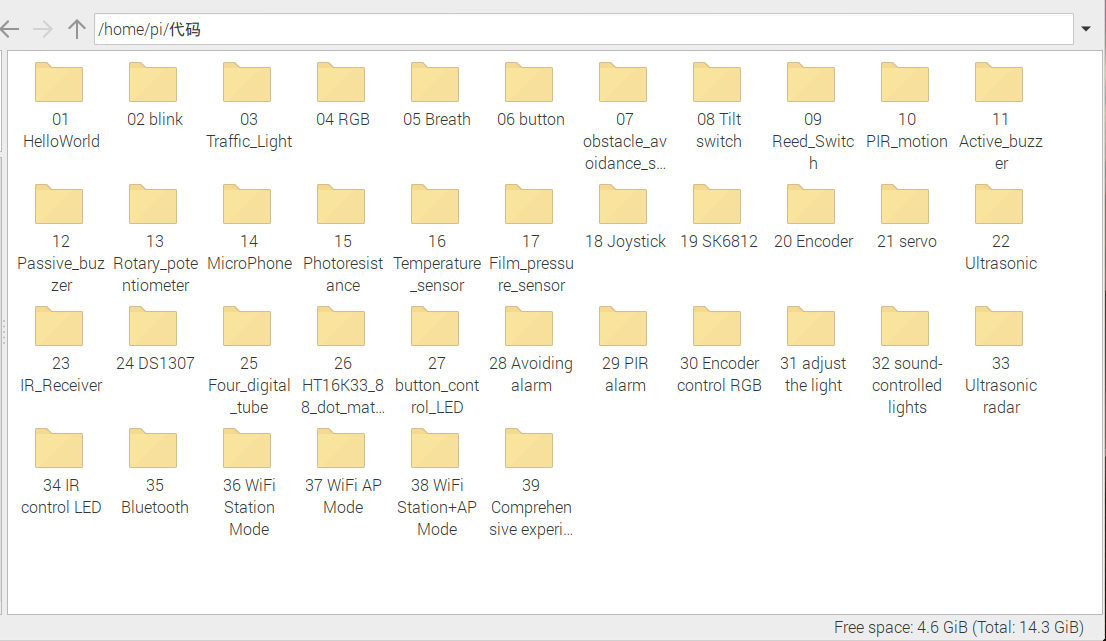 /home/pi/代码
01 HelloWorld
02 blink
03 Traffic_Light
04 RGB
05 Breath
06 button
07 obstacle_avoidance_s...
08 Tilt switch
09 Reed_Switch
10 PIR_motion
11 Active_buzzer
12 Passive_buzzer
13 Rotary_potentiometer
14 MicroPhone
15 Photoresistance
16 Temperature_sensor
17 Film_pressure_sensor
18 Joystick
19 SK6812
20 Encoder
21 servo
22 Ultrasonic
23 IR_Receiver
24 DS1307
25 Four_digital_tube
26 HT16K33_88_dot_mat...
27 button_control_LED
28 Avoiding alarm
29 PIR alarm
30 Encoder control RGB
31 adjust the light
32 sound-controlled lights
33 Ultrasonic radar
34 IR control LED
35 Bluetooth
36 WiFi Station Mode
37 WiFi AP Mode
38 WiFi Station+AP Mode
39 Comprehensive experi...
Free space: 4.6 GiB (Total: 14.3 GiB)